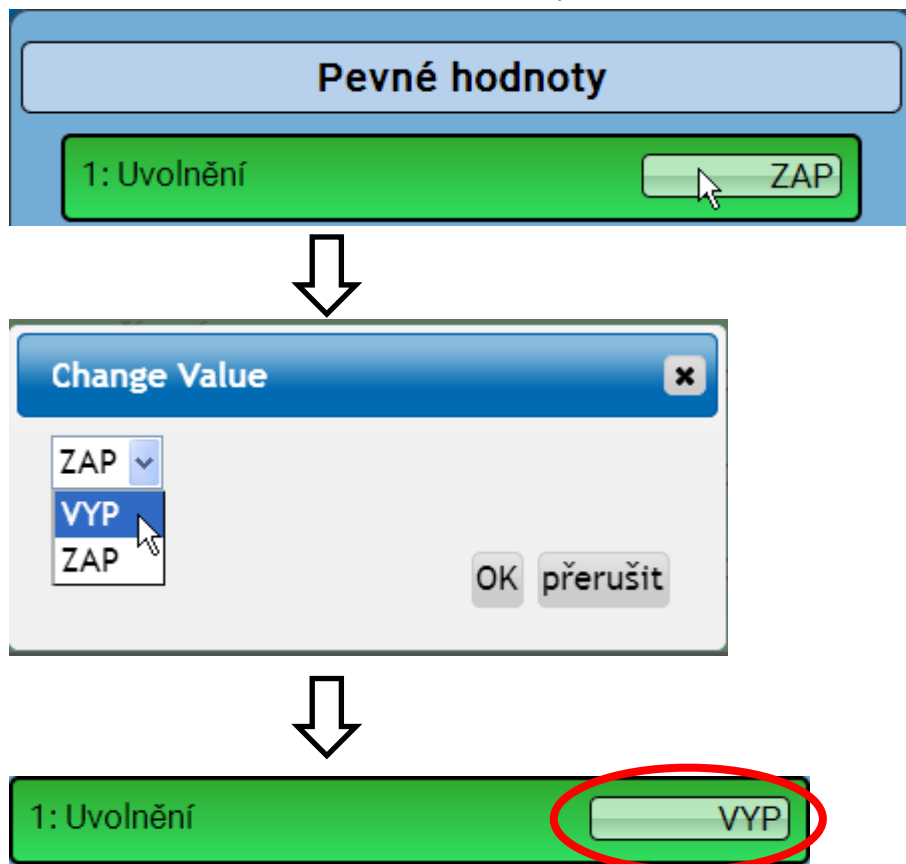 Pevné hodnoty
1: Uvolnění ZAP
Change Value
ZAP
VYP
ZAP
OK přerušit
1: Uvolnění VYP